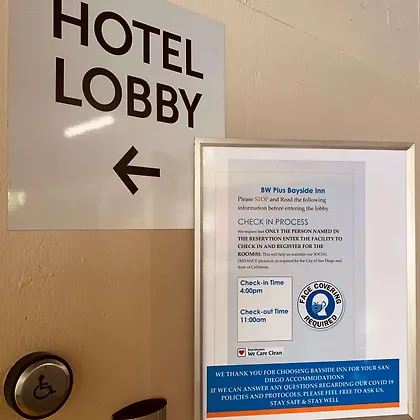 HOTEL
LOBBY
BW Plus Bayside Inn
Please STOP and Read the following
information before entering the lobby
CHECK IN PROCESS
We request that ONLY THE PERSON NAMED IN
THE RESERVTION ENTER THE FACILITY TO
CHECK IN AND REGISTER FOR THE
ROOM(S). This will help us maintain our SOCIAL
DISTANCE protocols as required by the City of San Diego and
State of California.
Check-in Time
4:00pm
Check-out Time
11:00am
FACE COVERING
REQUIRED
Best Western
We Care Clean
WE THANK YOU FOR CHOOSING BAYSIDE INN FOR YOUR SAN
DIEGO ACCOMMODATIONS
IF WE CAN ANSWER ANY QUESTIONS REGARDING OUR COVID 19
POLICIES AND PROTOCOLS, PLEASE FEEL FREE TO ASK US.
STAY SAFE & STAY WELL